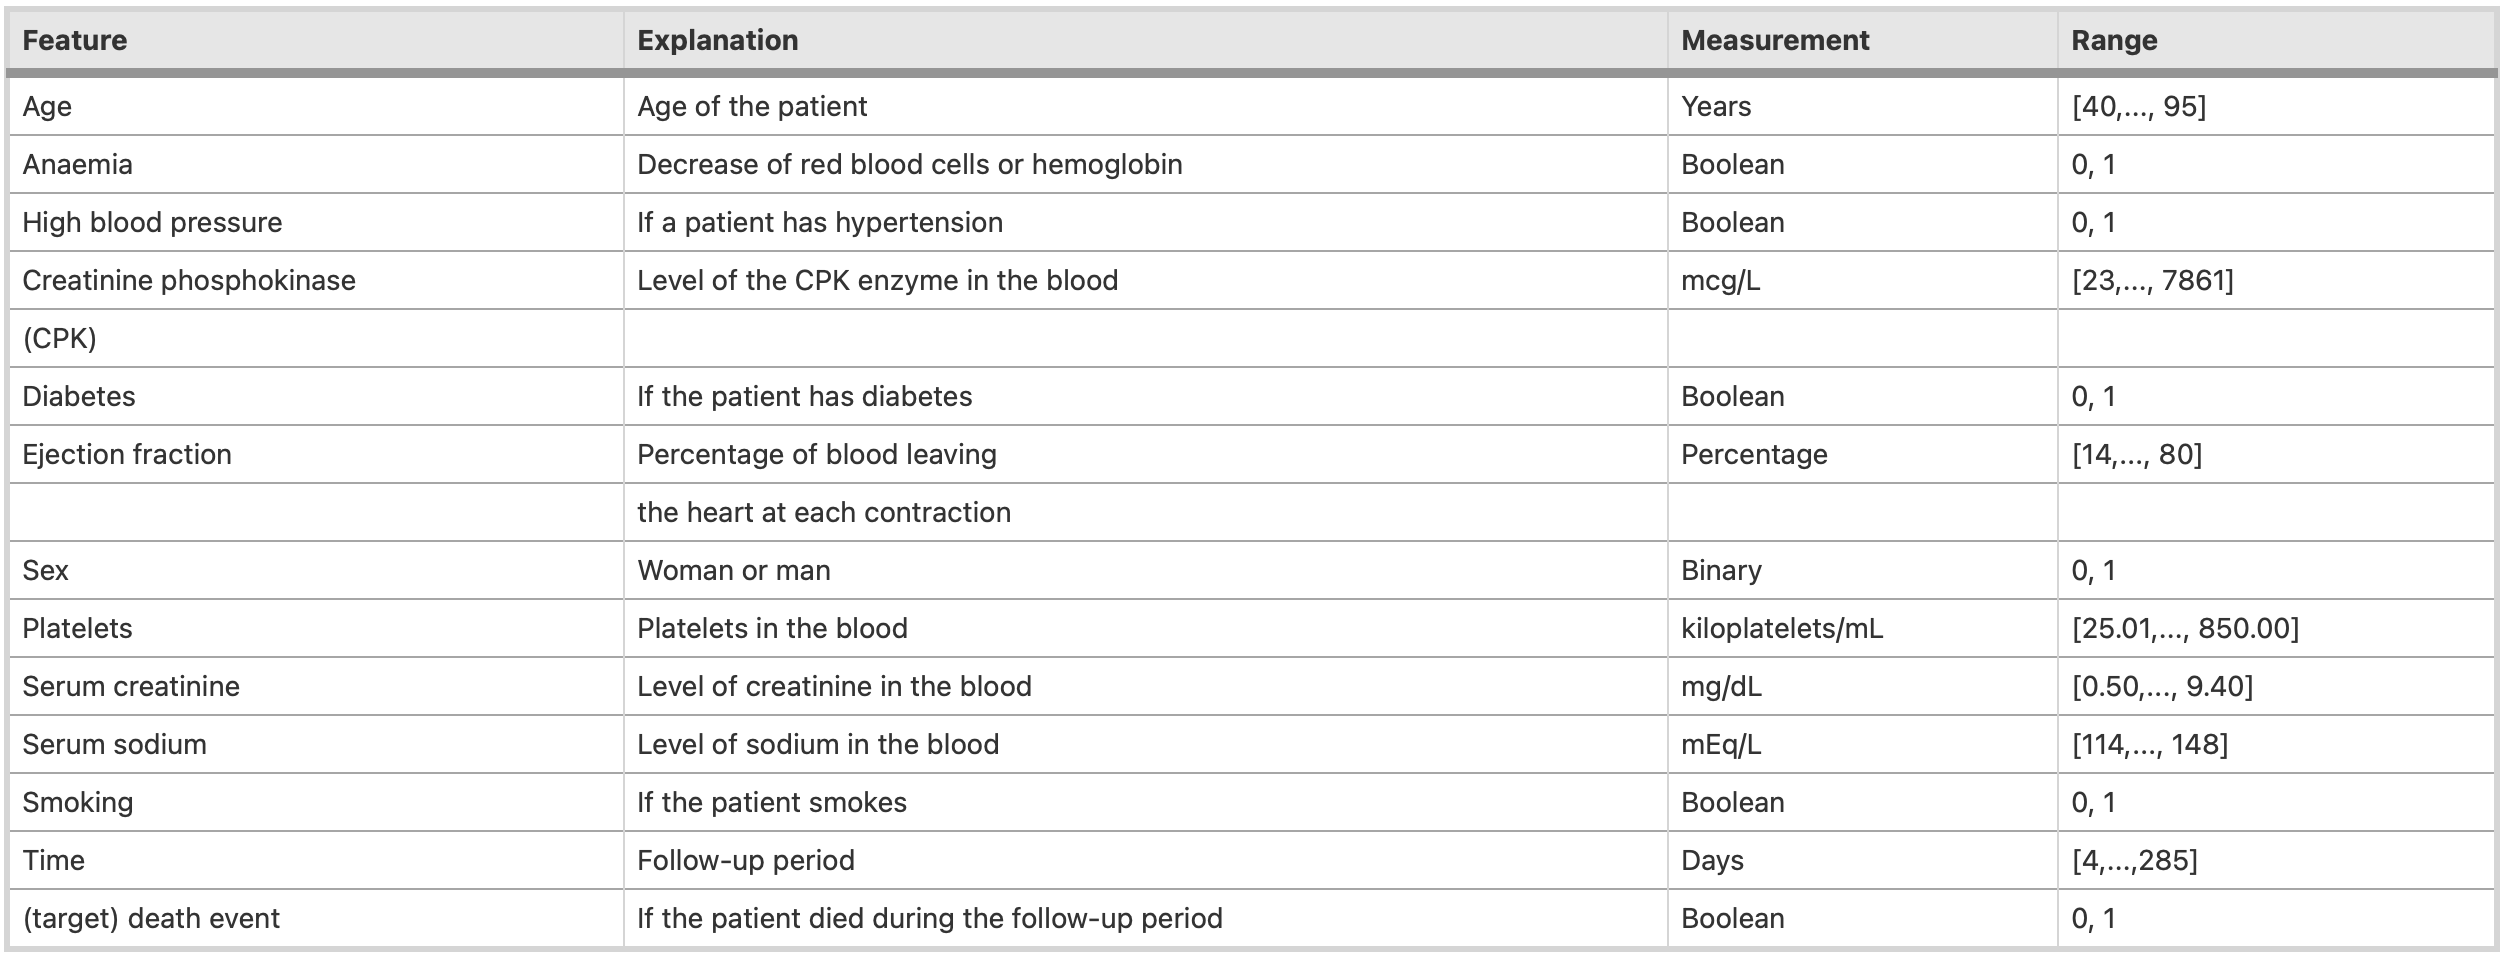 Feature Explanation Measurement Range
Age Age of the patient Years [40,..., 95]
Anaemia Decrease of red blood cells or hemoglobin Boolean 0, 1
High blood pressure If a patient has hypertension Boolean 0, 1
Creatinine phosphokinase Level of the CPK enzyme in the blood mcg/L [23,..., 7861]
(CPK)
Diabetes If the patient has diabetes Boolean 0, 1
Ejection fraction Percentage of blood leaving Percentage [14,..., 80]
the heart at each contraction
Sex Woman or man Binary 0, 1
Platelets Platelets in the blood kiloplatelets/mL [25.01,..., 850.00]
Serum creatinine Level of creatinine in the blood mg/dL [0.50,..., 9.40]
Serum sodium Level of sodium in the blood mEq/L [114,..., 148]
Smoking If the patient smokes Boolean 0, 1
Time Follow-up period Days [4,...,285]
(target) death event If the patient died during the follow-up period Boolean 0, 1